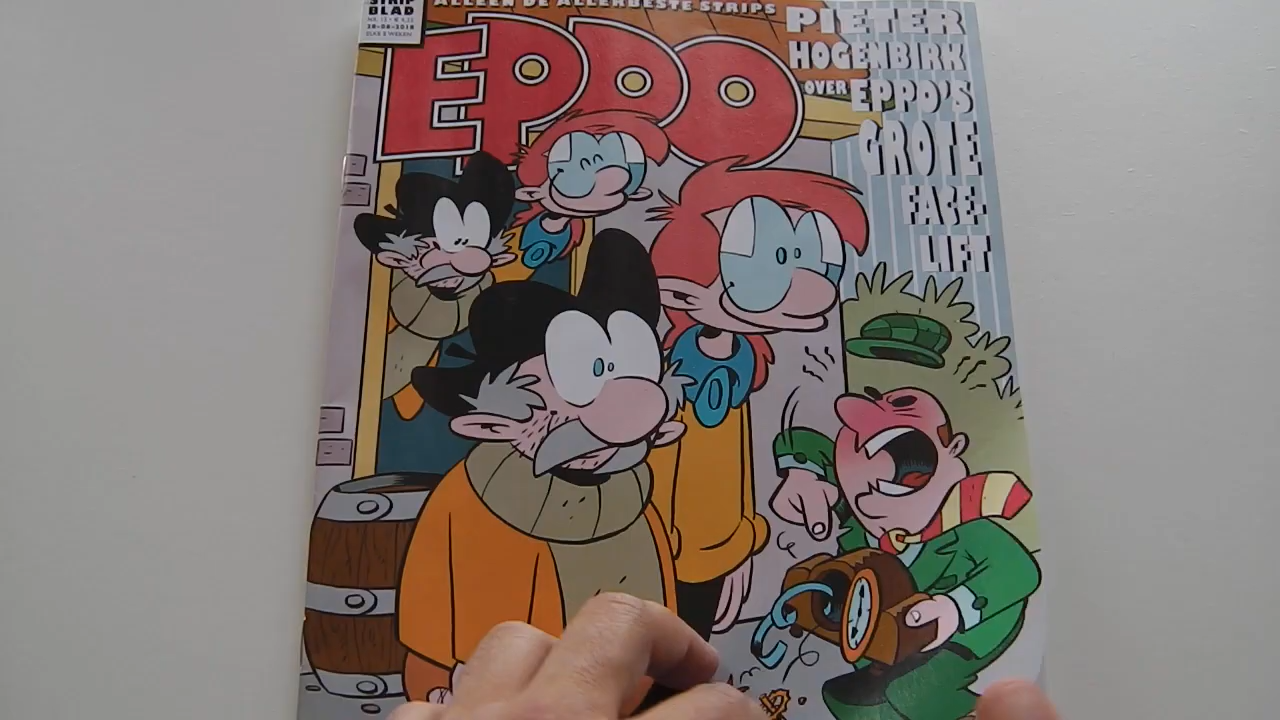 STRIP
BLAD
ALLEEN DE ALLERBESTE STRIPS
EPPO
PIETER
HOGENBIRK
OVER EPPO'S
GROTE
FACE-
LIFT